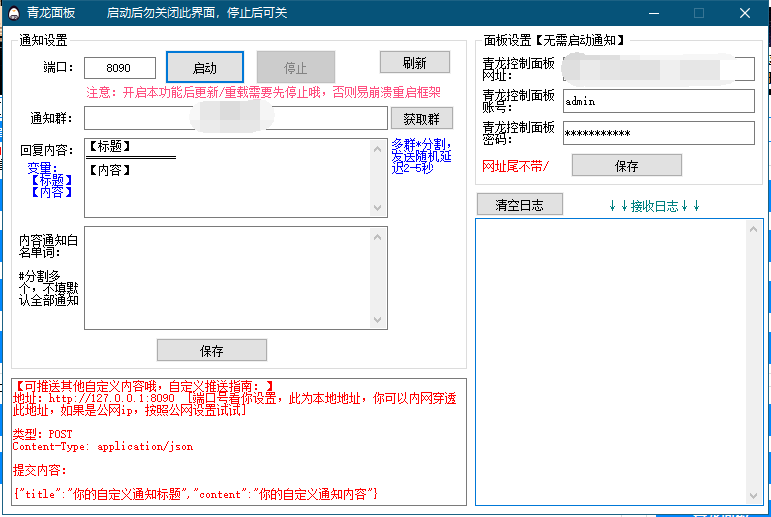 青龙面板 启动后勿关闭此界面，停止后可关
通知设置
端口： 8090 启动 停止 刷新
注意：开启本功能后更新/重载需要先停止哦，否则易崩溃重启框架
通知群： 获取群
回复内容：
变量：
【标题】
【内容】
【标题】
【内容】
多群*分割，
发送随机延
迟2-5秒
内容通知白
名单词：
#分割多
个，不填默
认全部通知
保存
【可推送其他自定义内容哦，自定义推送指南：】
地址：http://127.0.0.1:8090 [端口号看你设置，此为本地地址，你可以内网穿透
此地址，如果是公网ip，按照公网设置试试]
类型：POST
Content-Type: application/json
提交内容：
{"title":"你的自定义通知标题","content":"你的自定义通知内容"}
面板设置【无需启动通知】
青龙控制面板
网址：
青龙控制面板
账号： admin
青龙控制面板
密码： ***********
网址尾不带/ 保存
清空日志 ↓↓接收日志↓↓